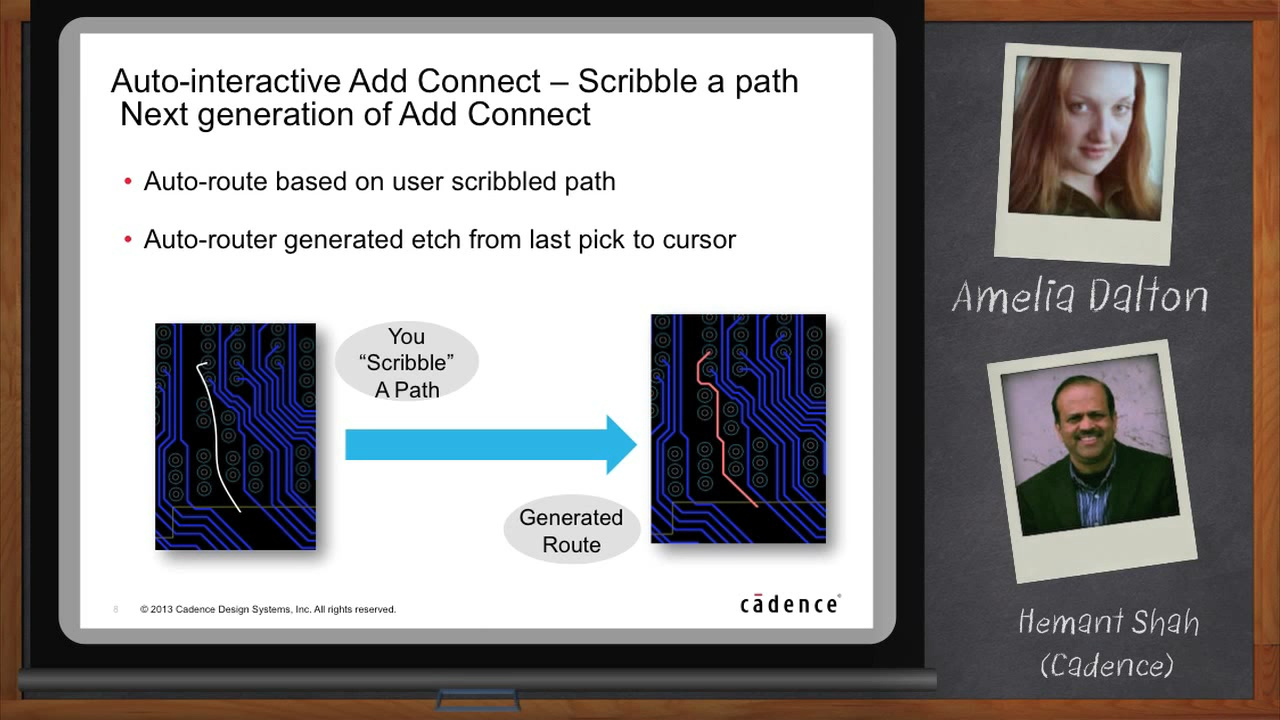 Auto-interactive Add Connect – Scribble a path
Next generation of Add Connect
• Auto-route based on user scribbled path
• Auto-router generated etch from last pick to cursor
You
“Scribble”
A Path
Generated
Route
8 © 2013 Cadence Design Systems, Inc. All rights reserved.
cādence®
Amelia Dalton
Hemant Shah
(Cadence)